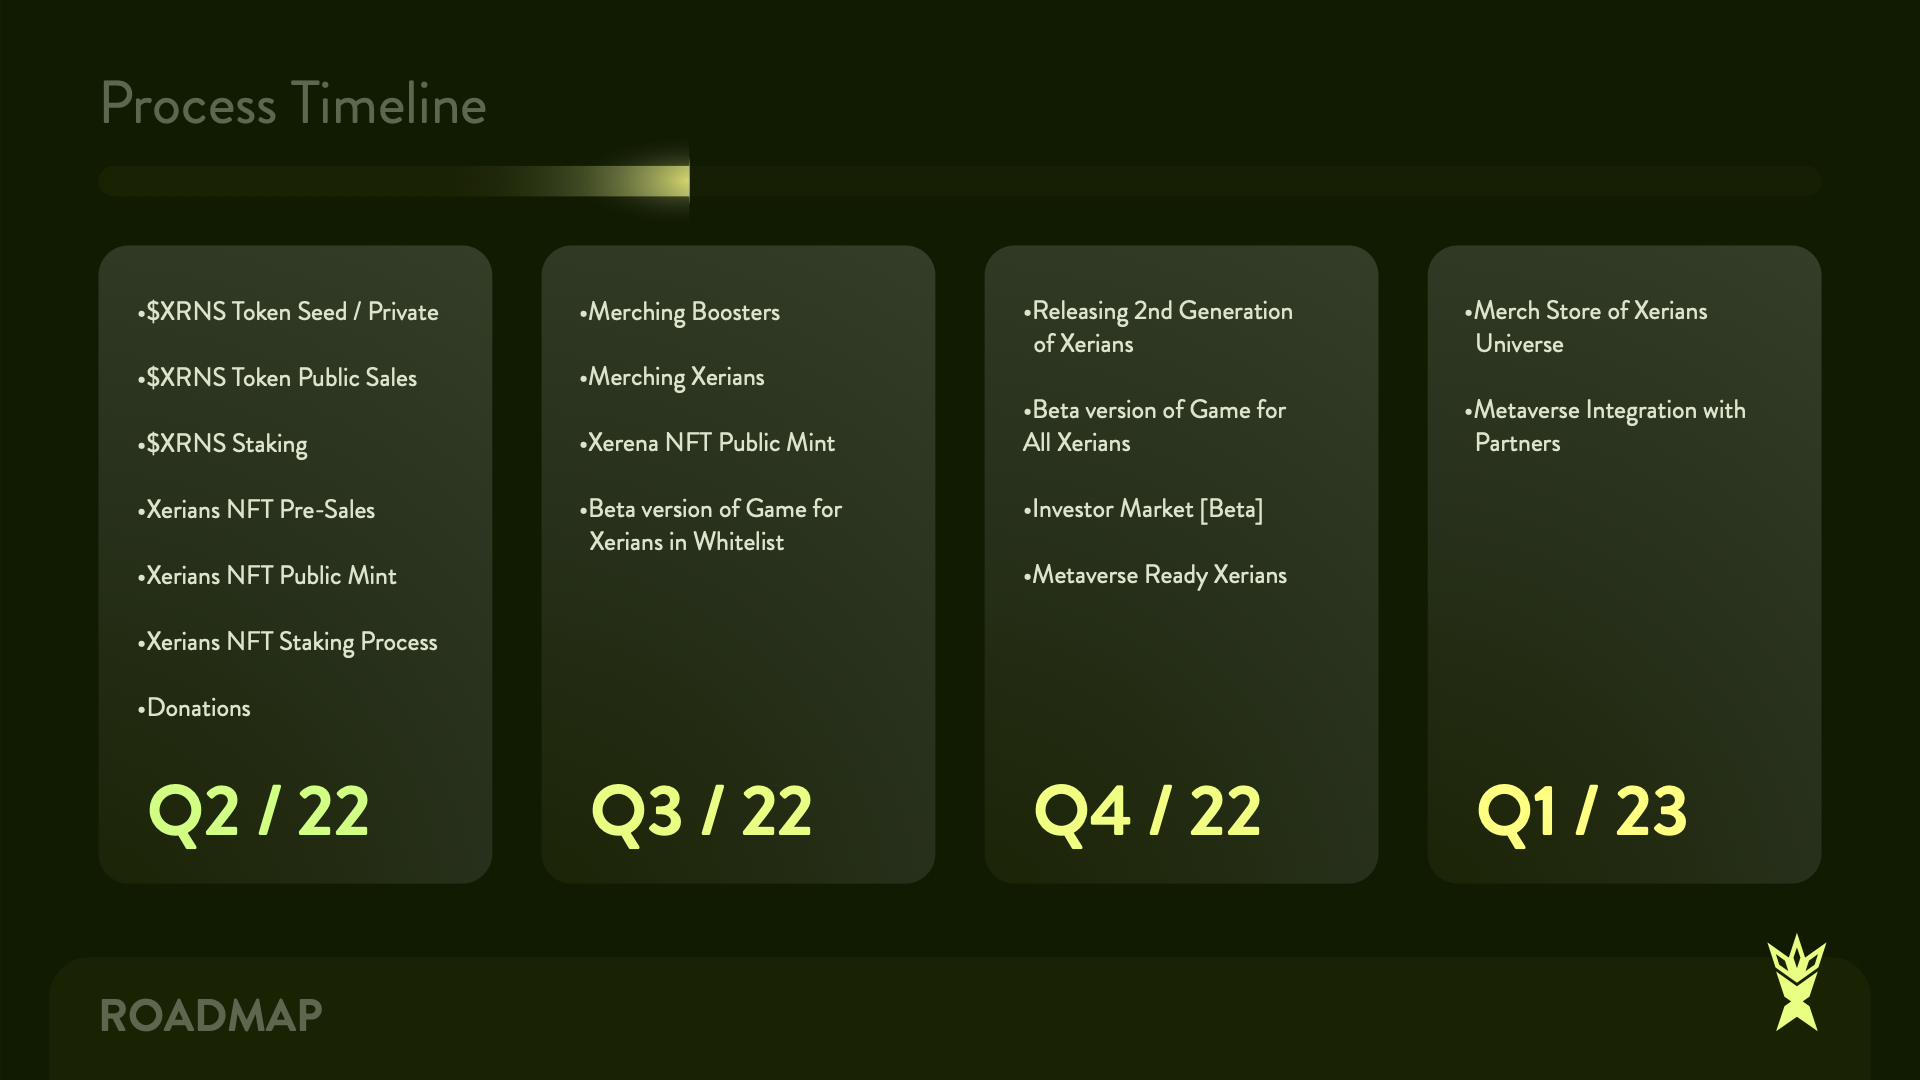 Process Timeline
•$XRNS Token Seed / Private
•$XRNS Token Public Sales
•$XRNS Staking
•Xerians NFT Pre-Sales
•Xerians NFT Public Mint
•Xerians NFT Staking Process
•Donations
Q2 / 22
•Merching Boosters
•Merching Xerians
•Xerena NFT Public Mint
•Beta version of Game for
Xerians in Whitelist
Q3 / 22
•Releasing 2nd Generation
of Xerians
•Beta version of Game for
All Xerians
•Investor Market [Beta]
•Metaverse Ready Xerians
Q4 / 22
•Merch Store of Xerians
Universe
•Metaverse Integration with
Partners
Q1 / 23
ROADMAP